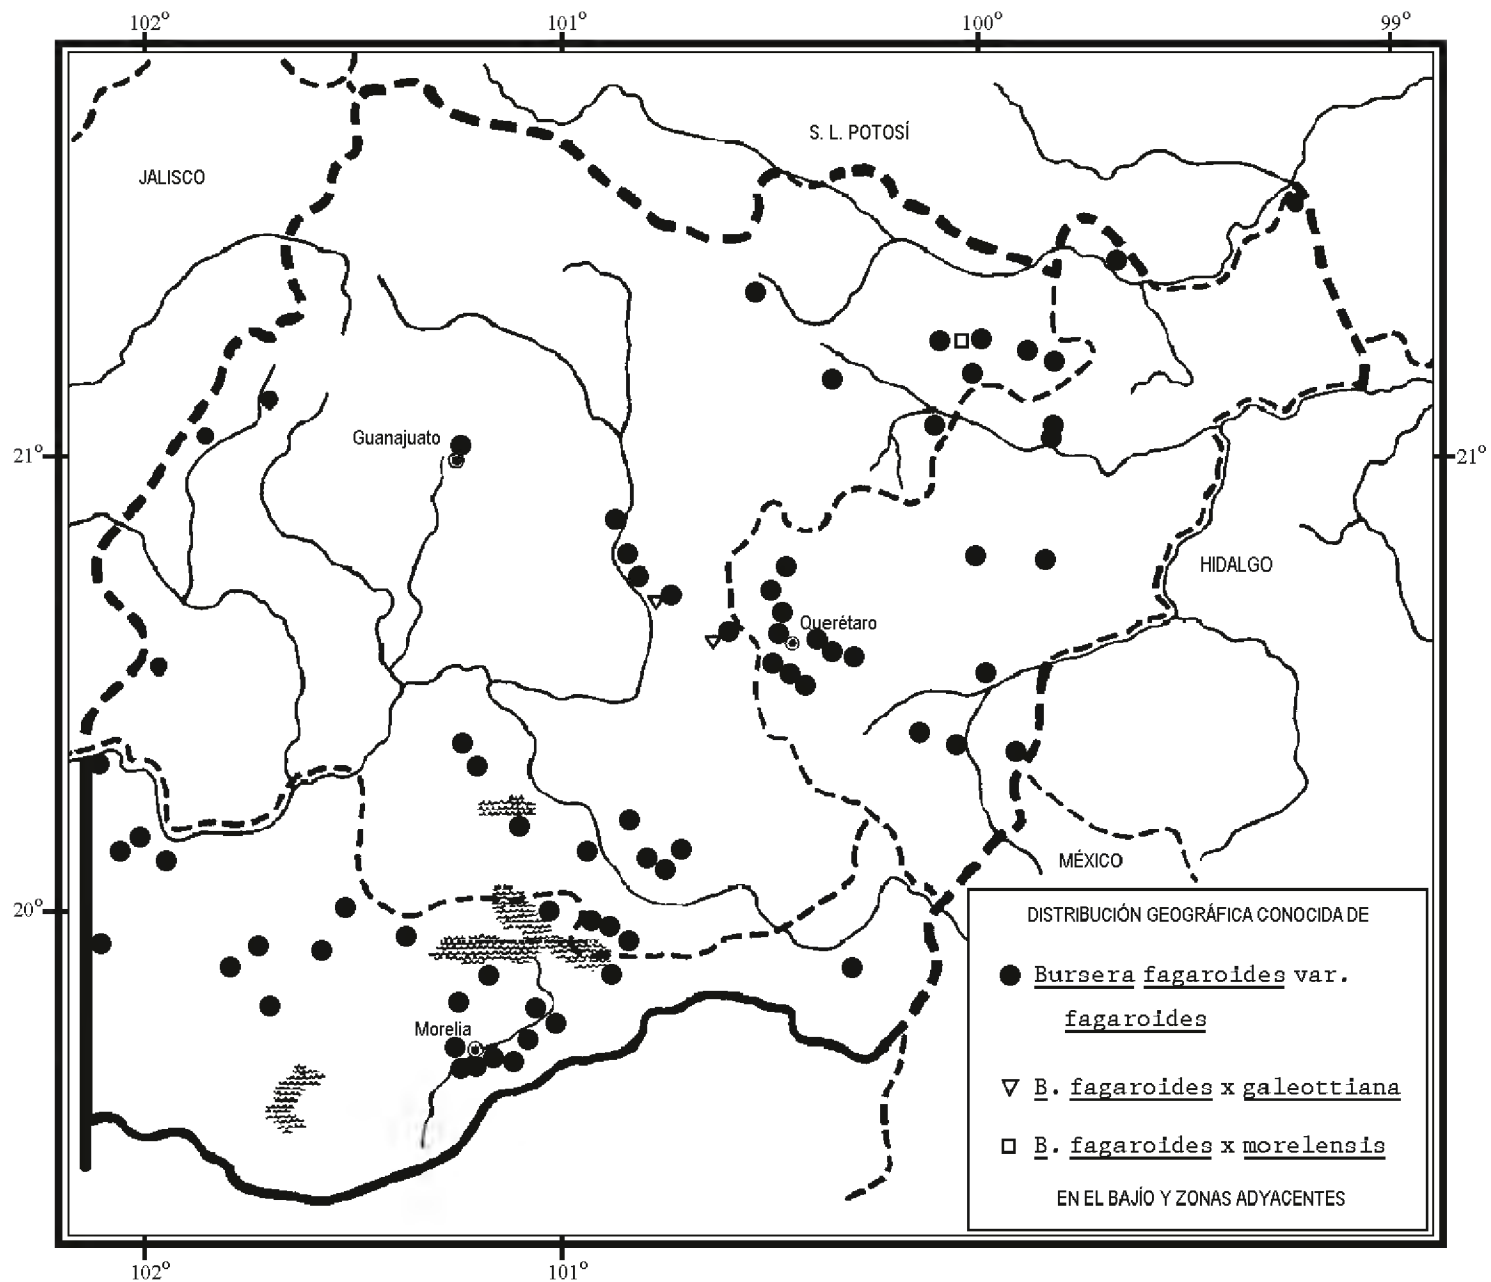 102° 101° 100° 99°
S. L. POTOSÍ
JALISCO
Guanajuato
21° 21°
HIDALGO
Querétaro
MÉXICO
20°
DISTRIBUCIÓN GEOGRÁFICA CONOCIDA DE
Bursera fagaroides var.
fagaroides
Morelia
B. fagaroides x galeottiana
B. fagaroides x morelensis
EN EL BAJÍO Y ZONAS ADYACENTES
102° 101°